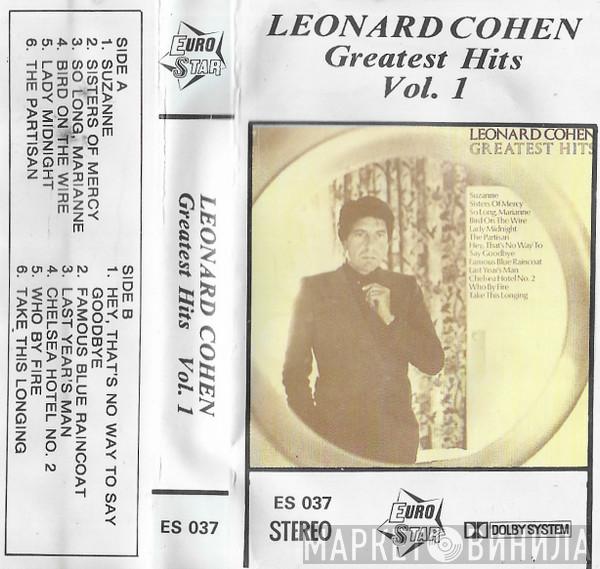 SIDE A
1. SUZANNE
2. SISTERS OF MERCY
3. SO LONG, MARIANNE
4. BIRD ON THE WIRE
5. LADY MIDNIGHT
6. THE PARTISAN
SIDE B
1. HEY, THAT'S NO WAY TO SAY
GOODBYE
2. FAMOUS BLUE RAINCOAT
3. LAST YEAR'S MAN
4. CHELSEA HOTEL NO. 2
5. WHO BY FIRE
6. TAKE THIS LONGING
EURO
STAR
LEONARD COHEN
Greatest Hits Vol. 1
ES 037
LEONARD COHEN
Greatest Hits
Vol. 1
LEONARD COHEN
GREATEST HITS
Suzanne
Sisters Of Mercy
So Long, Marianne
Bird On The Wire
Lady Midnight
The Partisan
Hey, That's No Way To
Say Goodbye
Famous Blue Raincoat
Last Year's Man
Chelsea Hotel No. 2
Who By Fire
Take This Longing
ES 037
STEREO
EURO
STAR
DOLBY SYSTEM
МАРКЕТ ВИНИЛА